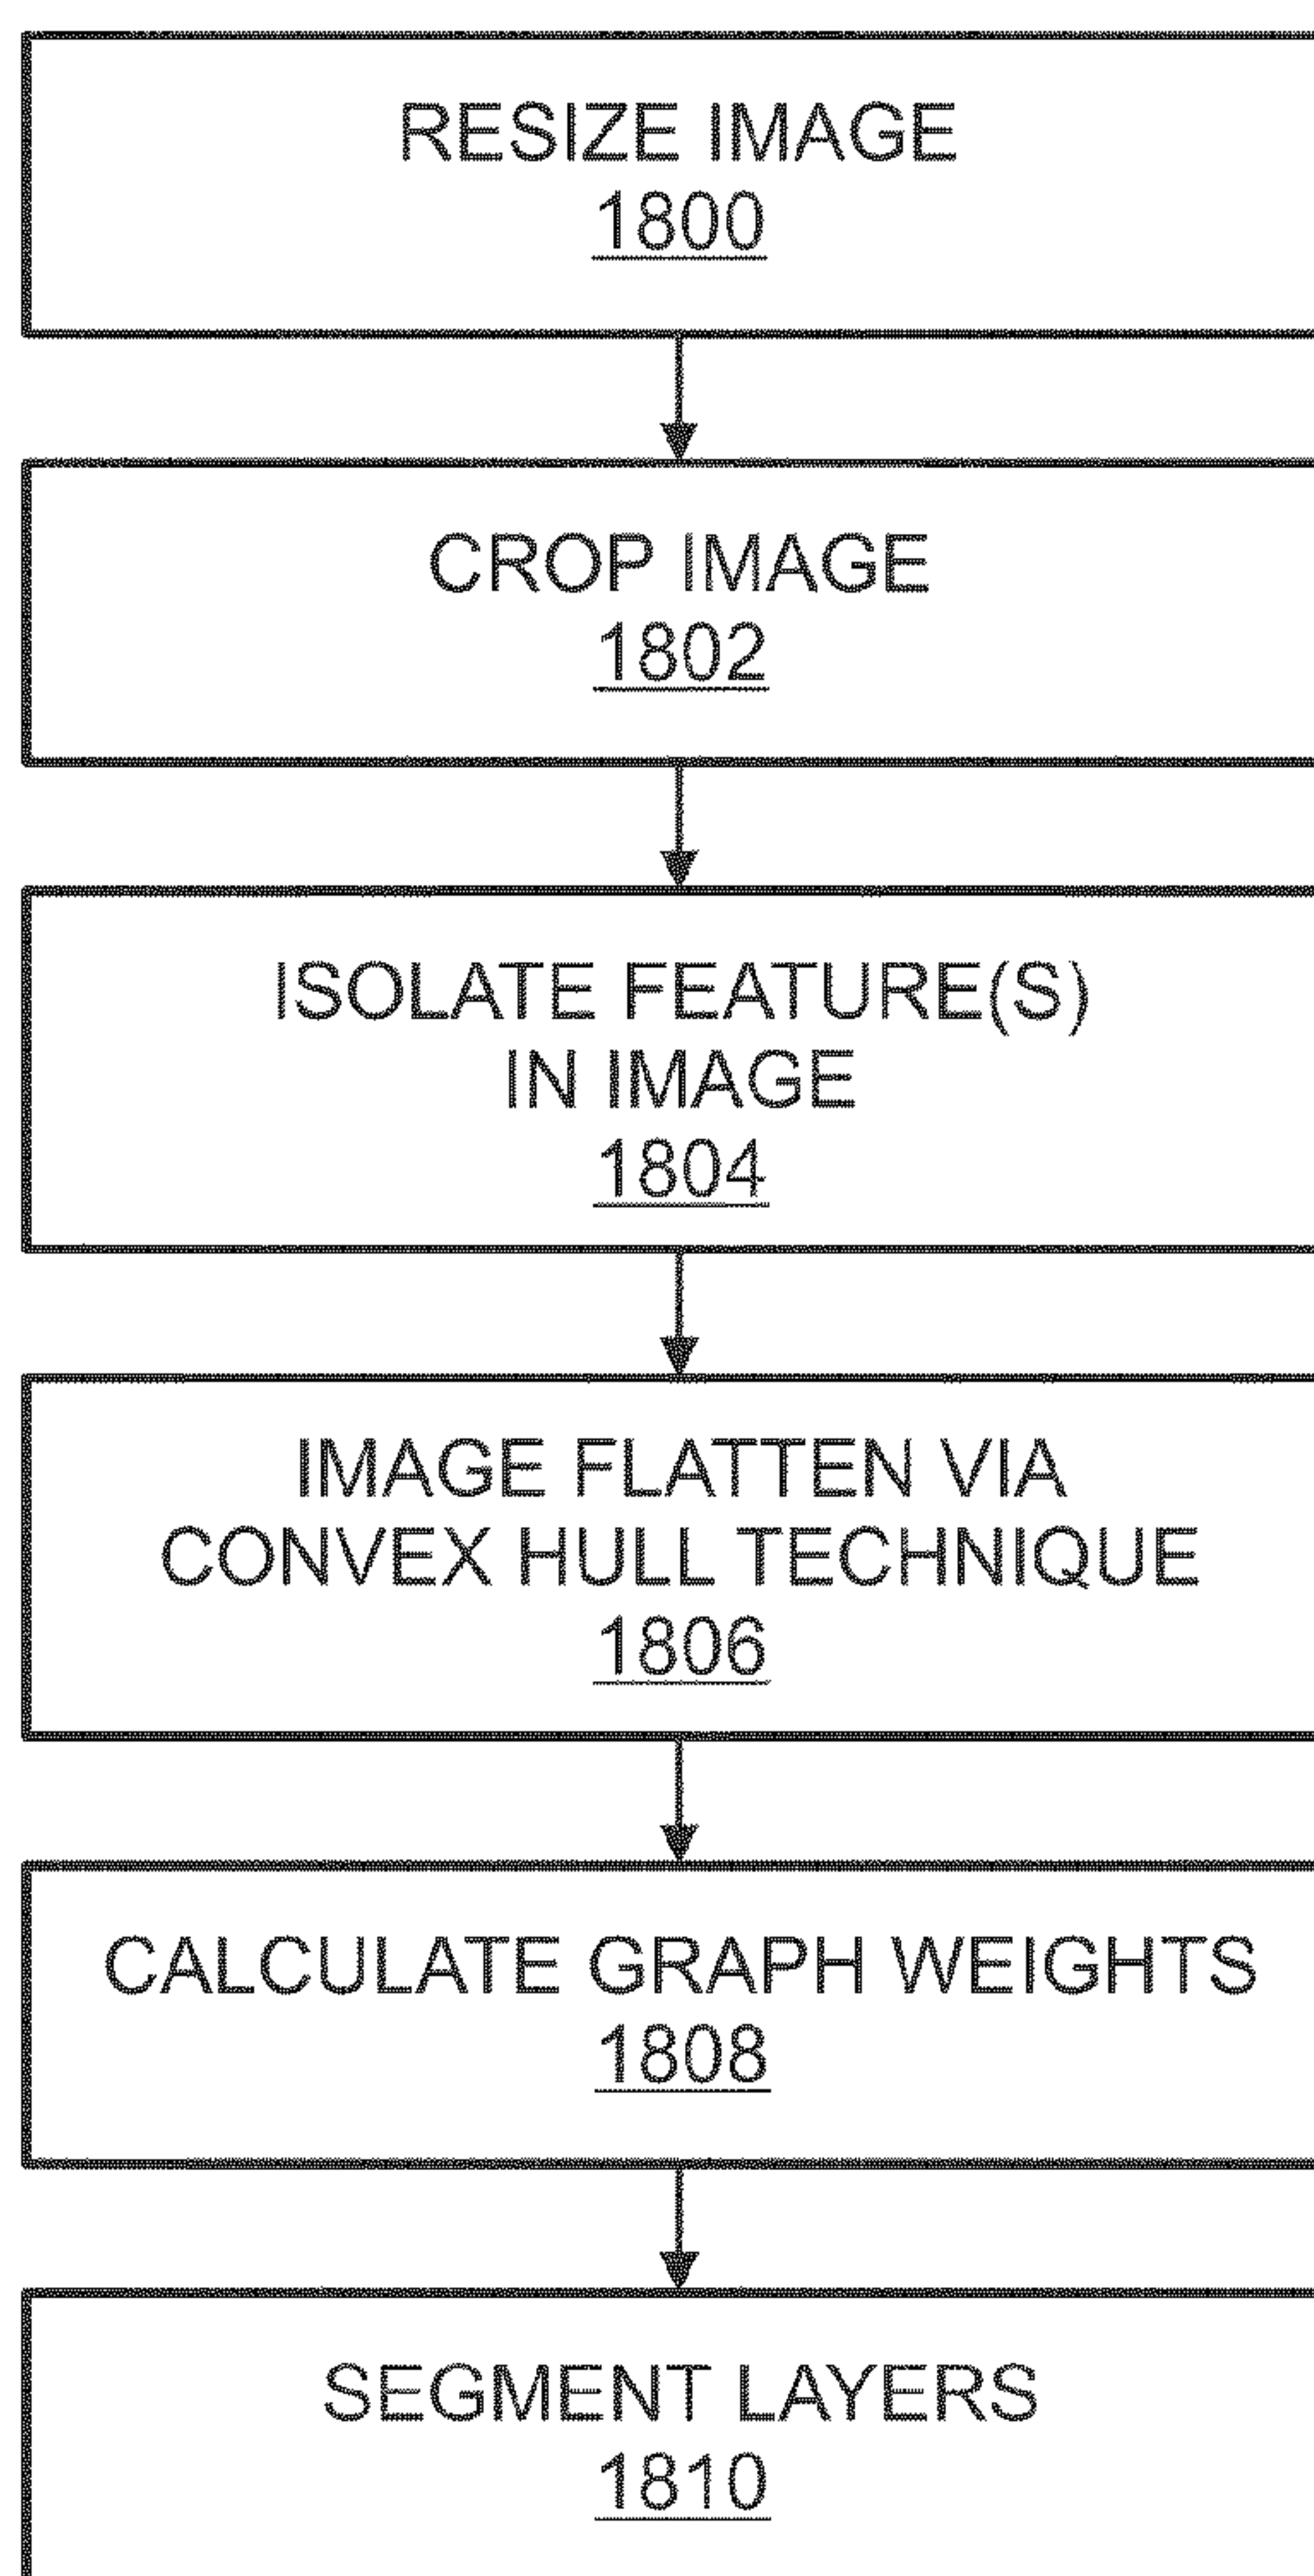 RESIZE IMAGE
1800
CROP IMAGE
1802
ISOLATE FEATURE(S)
IN IMAGE
1804
IMAGE FLATTEN VIA
CONVEX HULL TECHNIQUE
1806
CALCULATE GRAPH WEIGHTS
1808
SEGMENT LAYERS
1810